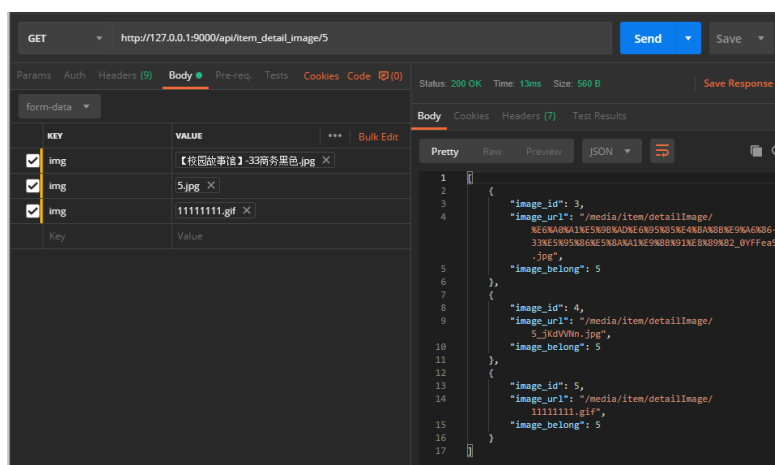 GET http://127.0.0.1:9000/api/item_detail_image/5 Send Save
Params Auth Headers (9) Body Pre-req. Tests Cookies Code (0)
form-data
KEY VALUE ••• Bulk Edit
img 【校园故事馆】-33商务黑色.jpg ×
img 5.jpg ×
img 11111111.gif ×
Key Value
Status: 200 OK Time: 13ms Size: 560 B Save Response
Body Cookies Headers (7) Test Results
Pretty Raw Preview JSON
1 [
2 {
3 "image_id": 3,
4 "image_url": "/media/item/detailImage/
%E6%A0%A1%E5%9B%AD%E6%95%85%E4%BA%8B%E9%A6%86-
33%E5%95%86%E5%8A%A1%E9%BB%91%E8%89%B2_0YFFea5
.jpg",
5 "image_belong": 5
6 },
7 {
8 "image_id": 4,
9 "image_url": "/media/item/detailImage/
5_jKdVVNn.jpg",
10 "image_belong": 5
11 },
12 {
13 "image_id": 5,
14 "image_url": "/media/item/detailImage/
11111111.gif",
15 "image_belong": 5
16 }
17 ]